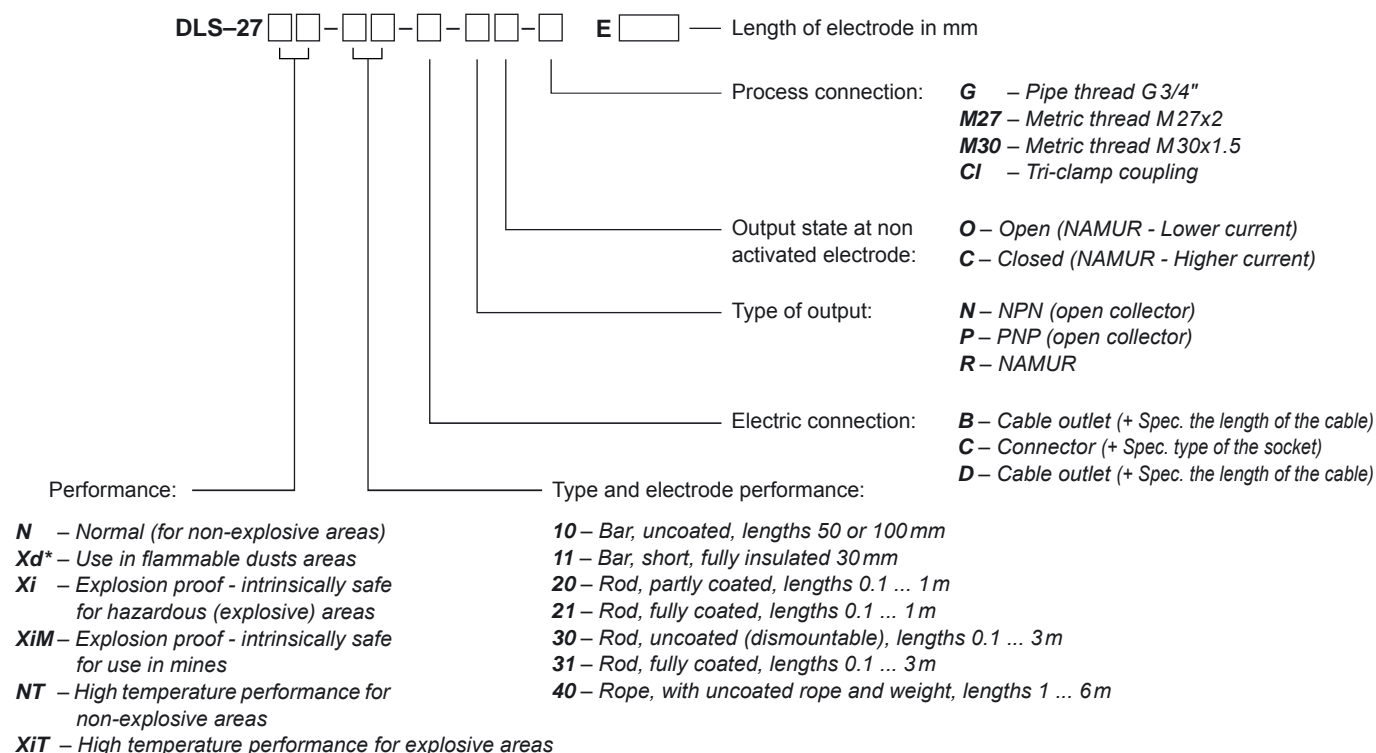 DLS–27 – – – – E Length of electrode in mm
Process connection: G – Pipe thread G 3/4"
M27 – Metric thread M 27x2
M30 – Metric thread M 30x1.5
Cl – Tri-clamp coupling
Output state at non O – Open (NAMUR - Lower current)
activated electrode: C – Closed (NAMUR - Higher current)
Type of output: N – NPN (open collector)
P – PNP (open collector)
R – NAMUR
Electric connection: B – Cable outlet (+ Spec. the length of the cable)
C – Connector (+ Spec. type of the socket)
D – Cable outlet (+ Spec. the length of the cable)
Performance:
N – Normal (for non-explosive areas)
Xd* – Use in flammable dusts areas
Xi – Explosion proof - intrinsically safe
for hazardous (explosive) areas
XiM – Explosion proof - intrinsically safe
for use in mines
NT – High temperature performance for
non-explosive areas
XiT – High temperature performance for explosive areas
Type and electrode performance:
10 – Bar, uncoated, lengths 50 or 100 mm
11 – Bar, short, fully insulated 30 mm
20 – Rod, partly coated, lengths 0.1 ... 1 m
21 – Rod, fully coated, lengths 0.1 ... 1 m
30 – Rod, uncoated (dismountable), lengths 0.1 ... 3 m
31 – Rod, fully coated, lengths 0.1 ... 3 m
40 – Rope, with uncoated rope and weight, lengths 1 ... 6 m